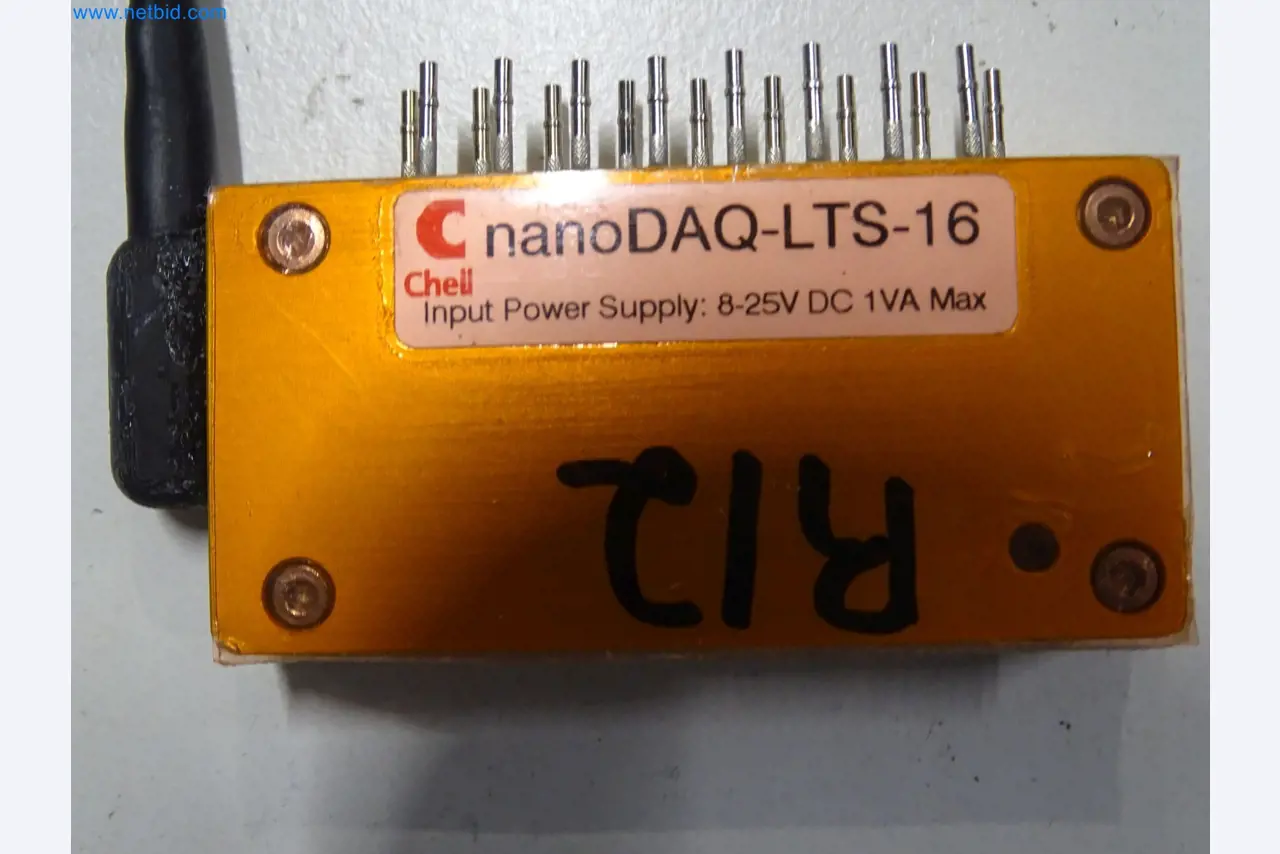 www.netbid.com
C nanoDAQ-LTS-16
Chell
Input Power Supply: 8-25V DC 1VA Max
R12